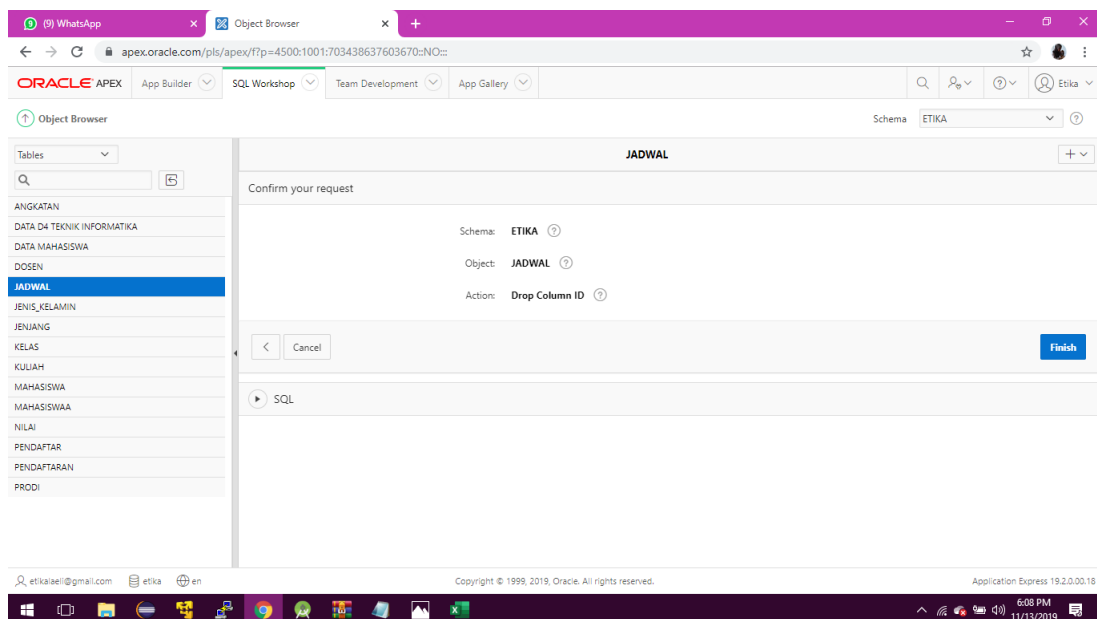 (9) WhatsApp
Object Browser
apex.oracle.com/pls/apex/f?p=4500:1001:703438637603670::NO:::
ORACLE APEX App Builder SQL Workshop Team Development App Gallery Etika
Object Browser Schema ETIKA
Tables
JADWAL
Confirm your request
ANGKATAN
DATA D4 TEKNIK INFORMATIKA
DATA MAHASISWA
DOSEN
JADWAL
JENIS_KELAMIN
JENJANG
KELAS
KULIAH
MAHASISWA
MAHASISWAA
NILAI
PENDAFTAR
PENDAFTARAN
PRODI
Schema: ETIKA
Object: JADWAL
Action: Drop Column ID
Cancel Finish
SQL
etikalaeli@gmail.com etika en Copyright © 1999, 2019, Oracle. All rights reserved. Application Express 19.2.0.00.18
6:08 PM
11/13/2019